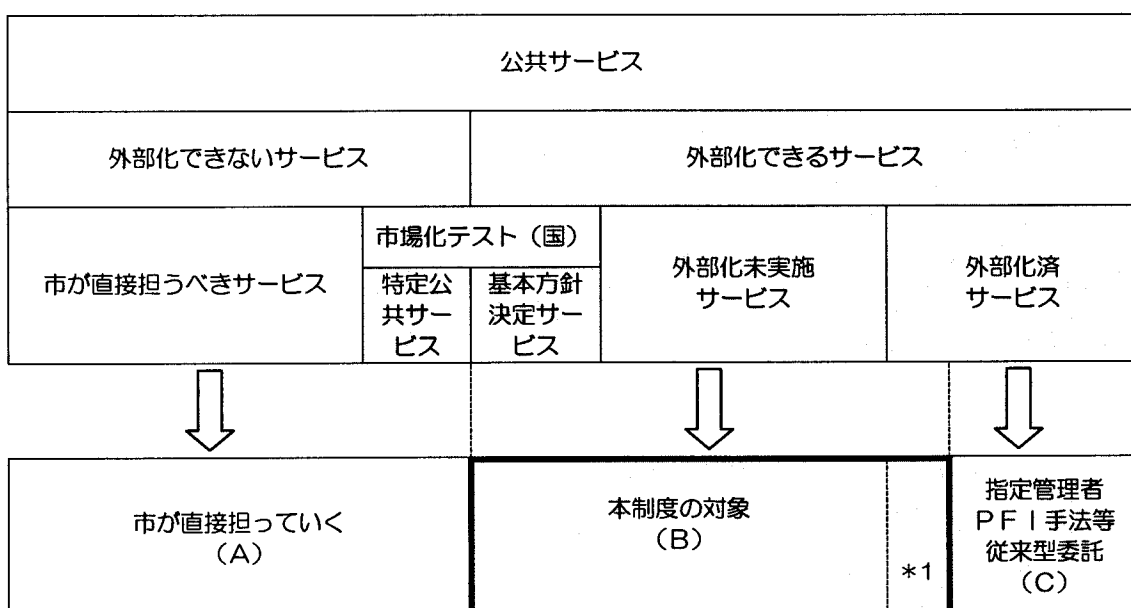 公共サービス
外部化できないサービス
外部化できるサービス
市が直接担うべきサービス
市場化テスト（国）
特定公
共サー
ビス
基本方針
決定サー
ビス
外部化未実施
サービス
外部化済
サービス
市が直接担っていく
（A）
本制度の対象
（B）
＊1
指定管理者
ＰＦＩ手法等
従来型委託
（C）